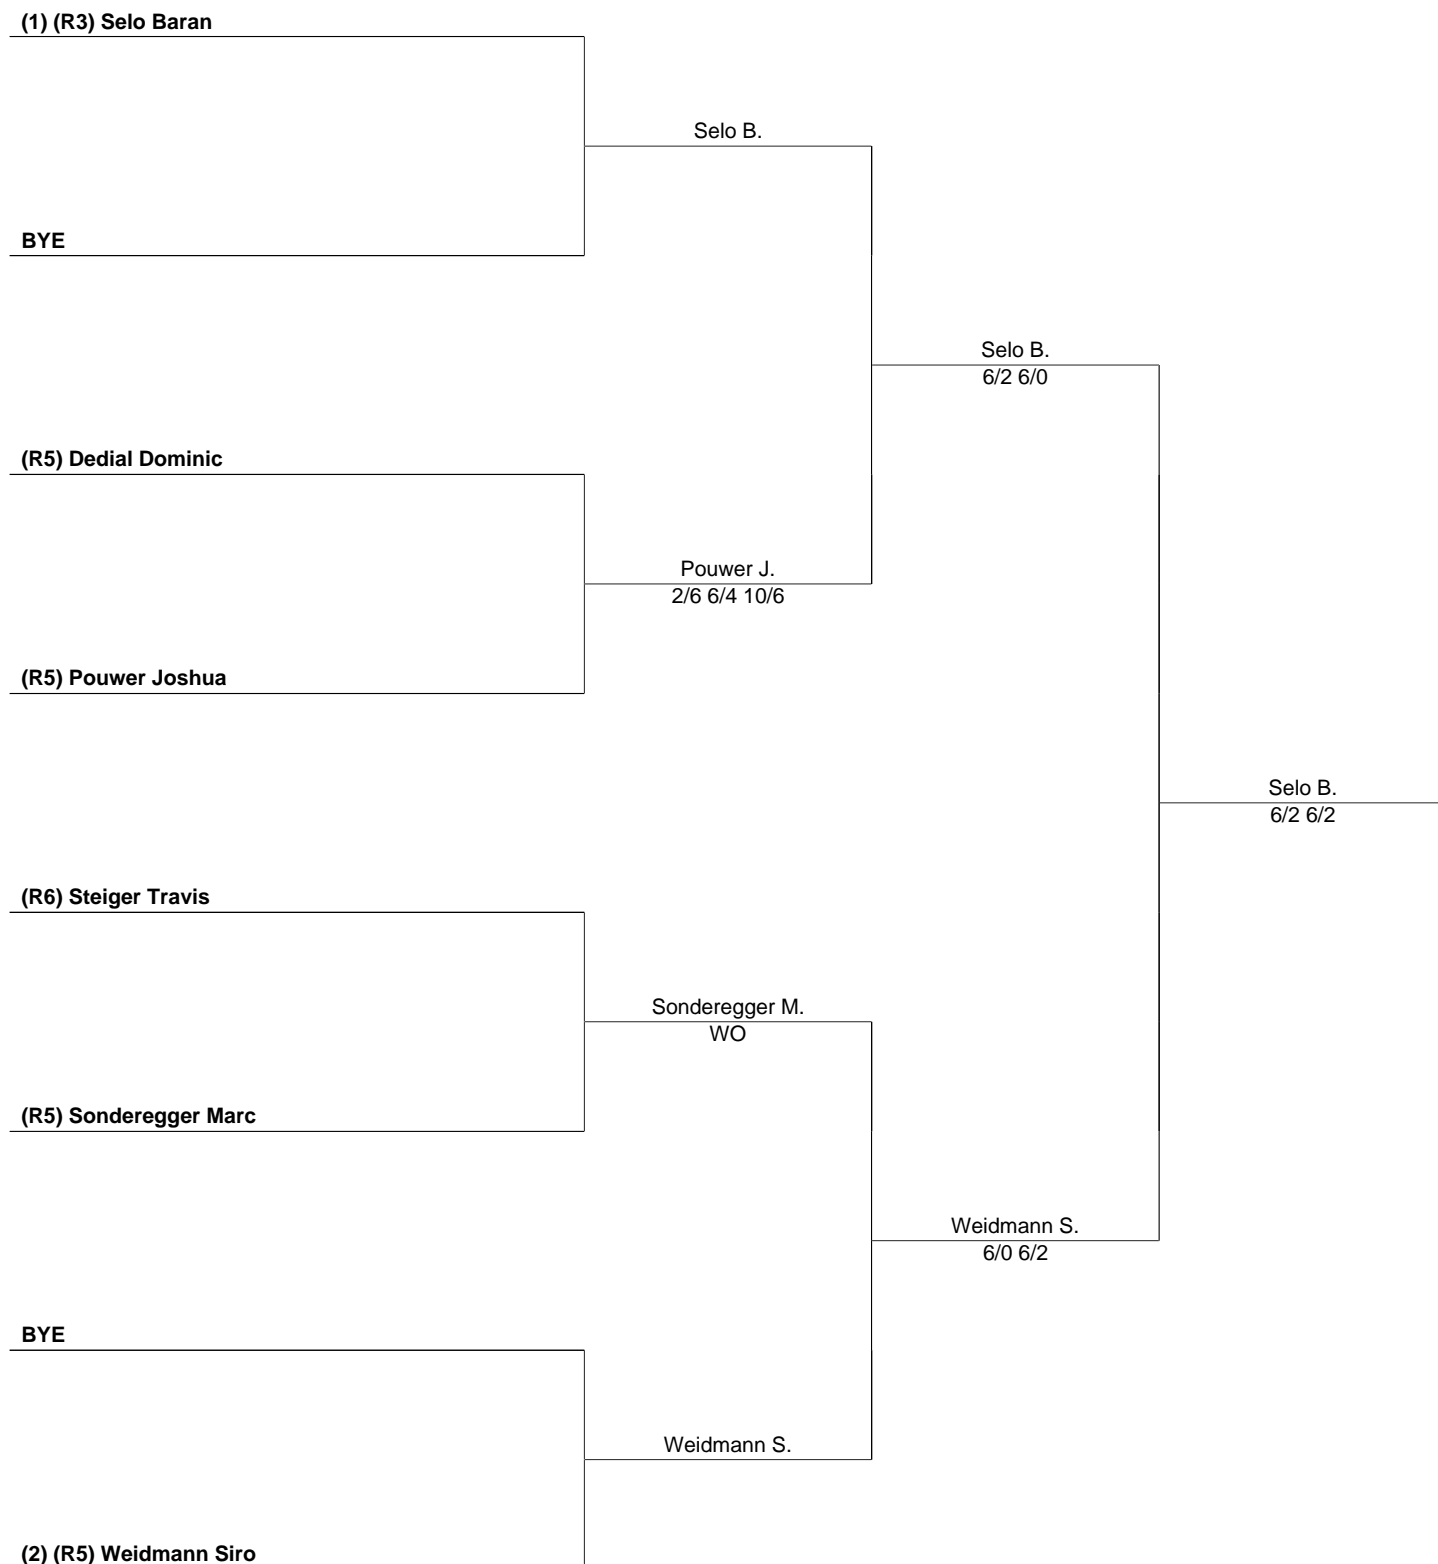 (1) (R3) Selo Baran
Selo B.
BYE
Selo B.
6/2 6/0
(R5) Dedial Dominic
Pouwer J.
2/6 6/4 10/6
(R5) Pouwer Joshua
Selo B.
6/2 6/2
(R6) Steiger Travis
Sonderegger M.
WO
(R5) Sonderegger Marc
Weidmann S.
6/0 6/2
BYE
Weidmann S.
(2) (R5) Weidmann Siro